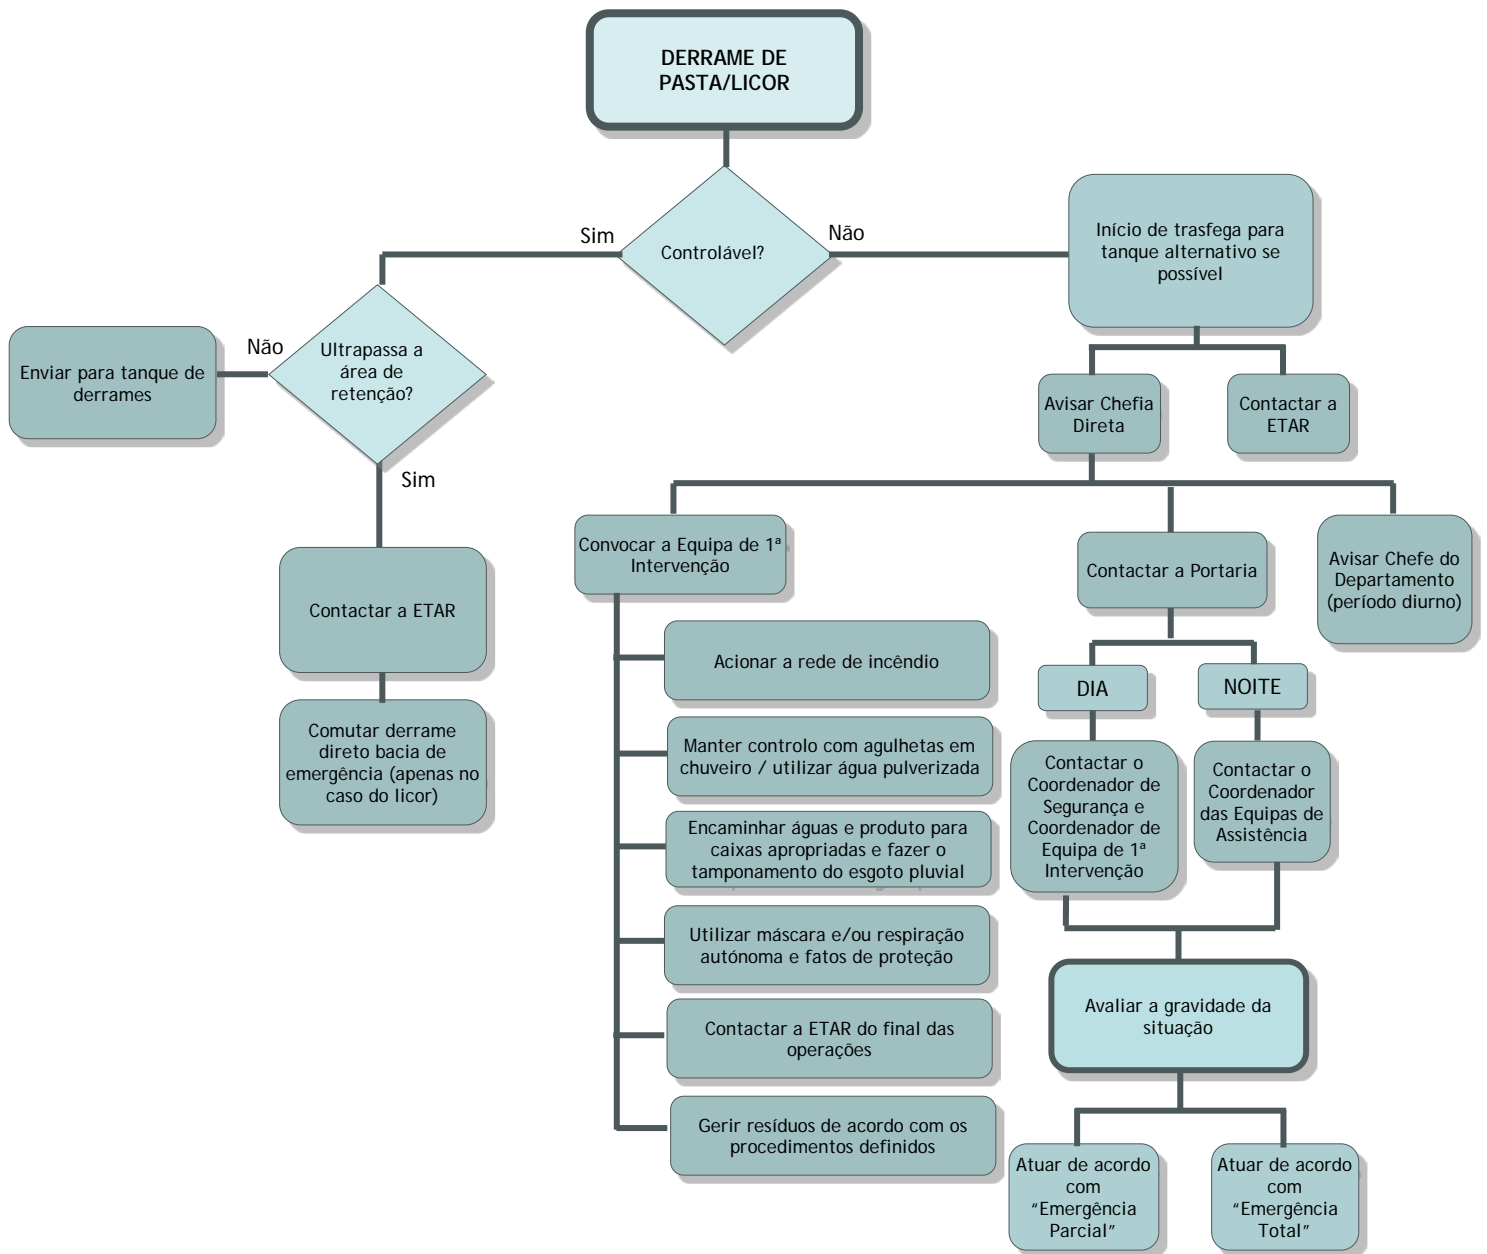 DERRAME DE
PASTA/LICOR
Controlável?
Sim
Não
Início de trasfega para
tanque alternativo se
possível
Ultrapassa a
área de
retenção?
Não
Enviar para tanque de
derrames
Sim
Avisar Chefia
Direta
Contactar a
ETAR
Contactar a ETAR
Comutar derrame
direto bacia de
emergência (apenas no
caso do licor)
Convocar a Equipa de 1ª
Intervenção
Contactar a Portaria
Avisar Chefe do
Departamento
(período diurno)
Acionar a rede de incêndio
Manter controlo com agulhetas em
chuveiro / utilizar água pulverizada
Encaminhar águas e produto para
caixas apropriadas e fazer o
tamponamento do esgoto pluvial
Utilizar máscara e/ou respiração
autónoma e fatos de proteção
Contactar a ETAR do final das
operações
Gerir resíduos de acordo com os
procedimentos definidos
DIA
NOITE
Contactar o
Coordenador de
Segurança e
Coordenador de
Equipa de 1ª
Intervenção
Contactar o
Coordenador
das Equipas de
Assistência
Avaliar a gravidade da
situação
Atuar de acordo
com
“Emergência
Parcial”
Atuar de acordo
com
“Emergência
Total”